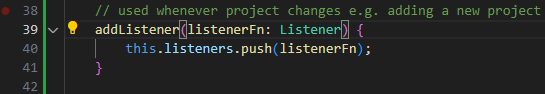 38 // used whenever project changes e.g. adding a new project
39 addListener(listenerFn: Listener) {
40 this.listeners.push(listenerFn);
41 }
42